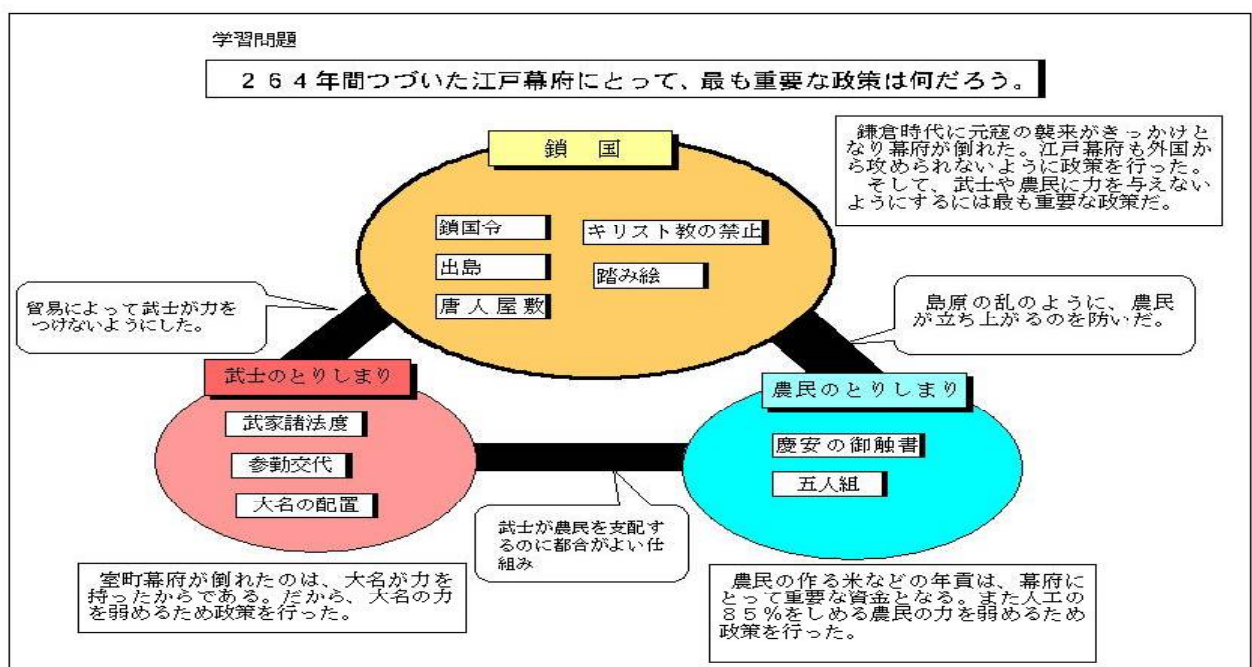 学習問題
２６４年間つづいた江戸幕府にとって、最も重要な政策は何だろう。
鎖　国
鎌倉時代に元寇の襲来がきっかけと
なり幕府が倒れた。江戸幕府も外国か
ら攻められないように政策を行った。
そして、武士や農民に力を与えない
ようにするには最も重要な政策だ。
鎖国令
キリスト教の禁止
出島
踏み絵
唐人屋敷
貿易によって武士が力を
つけないようにした。
島原の乱のように、農民
が立ち上がるのを防いだ。
武士のとりしまり
武家諸法度
参勤交代
大名の配置
農民のとりしまり
慶安の御触書
五人組
武士が農民を支配す
るのに都合がよい仕
組み
室町幕府が倒れたのは、大名が力を
持ったからである。だから、大名の力
を弱めるため政策を行った。
農民の作る米などの年貢は、幕府に
とって重要な資金となる。また人工の
８５％をしめる農民の力を弱めるため
政策を行った。